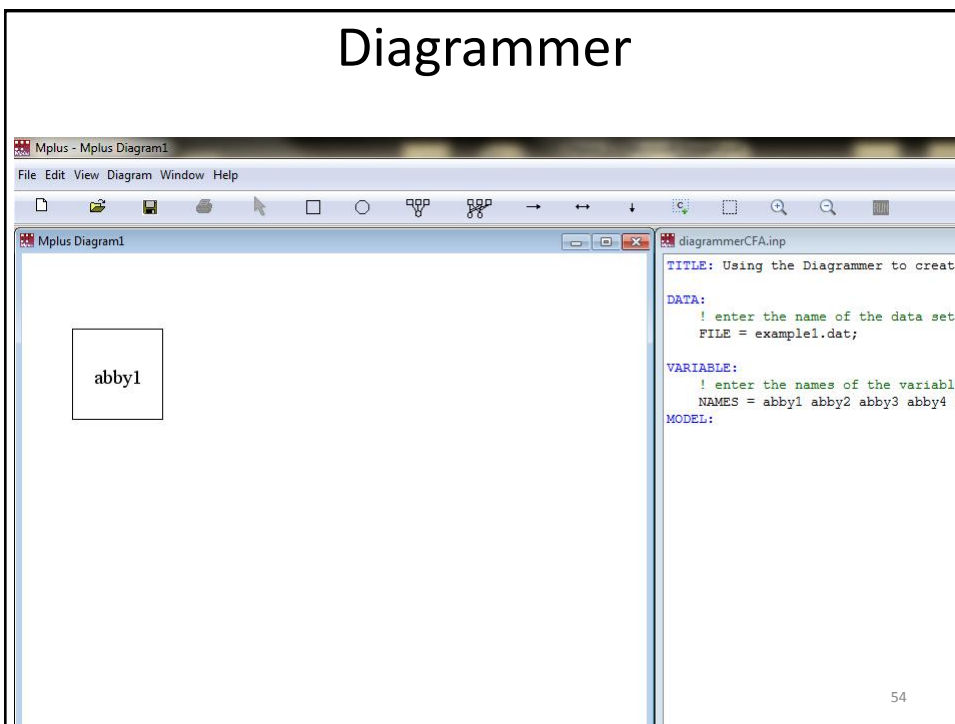 Diagrammer
Mplus - Mplus Diagram1
File Edit View Diagram Window Help
RUN
Mplus Diagram1
abby1
diagrammerCFA.inp
TITLE: Using the Diagrammer to creat
DATA:
! enter the name of the data set
FILE = example1.dat;
VARIABLE:
! enter the names of the variabl
NAMES = abby1 abby2 abby3 abby4
MODEL:
54